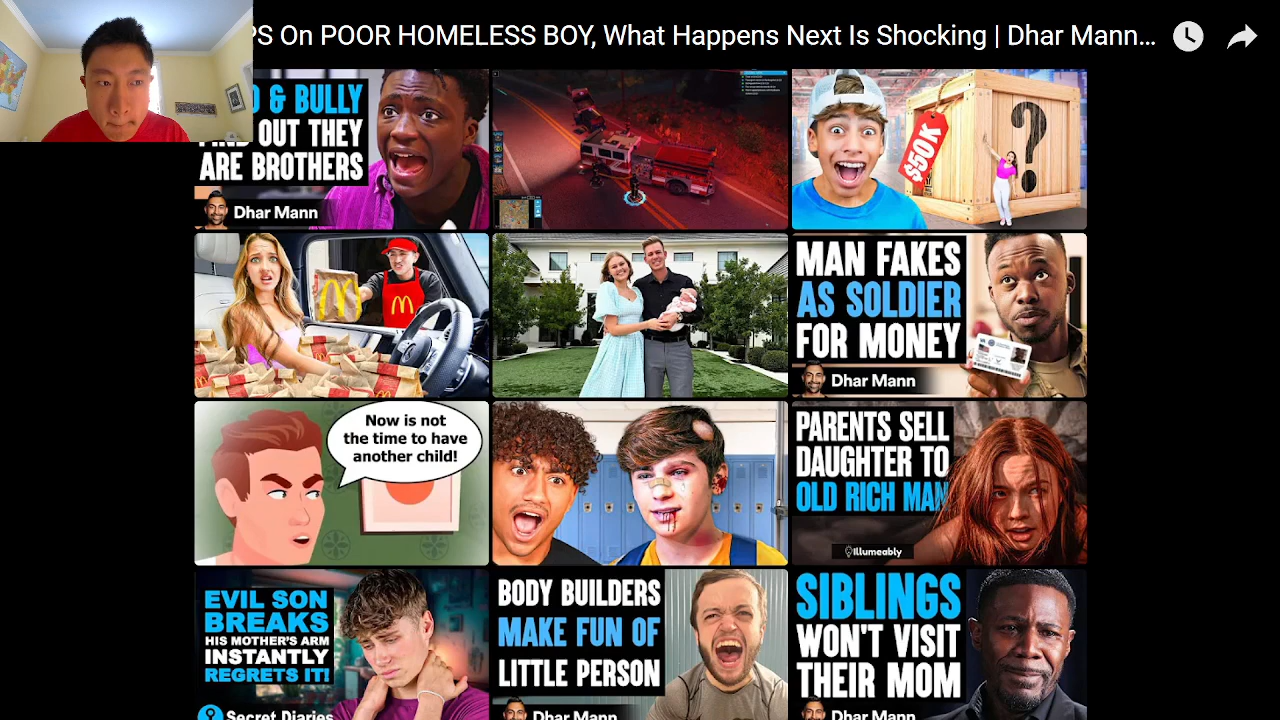 PS On POOR HOMELESS BOY, What Happens Next Is Shocking | Dhar Mann...
& BULLY
OUT THEY
ARE BROTHERS
Dhar Mann
$50K
?
MAN FAKES
AS SOLDIER
FOR MONEY
Dhar Mann
Now is not
the time to have
another child!
PARENTS SELL
DAUGHTER TO
OLD RICH MAN
Illumeably
EVIL SON
BREAKS
HIS MOTHER'S ARM
INSTANTLY
REGRETS IT!
Secret Diaries
BODY BUILDERS
MAKE FUN OF
LITTLE PERSON
Dhar Mann
SIBLINGS
WON'T VISIT
THEIR MOM
Dhar Mann